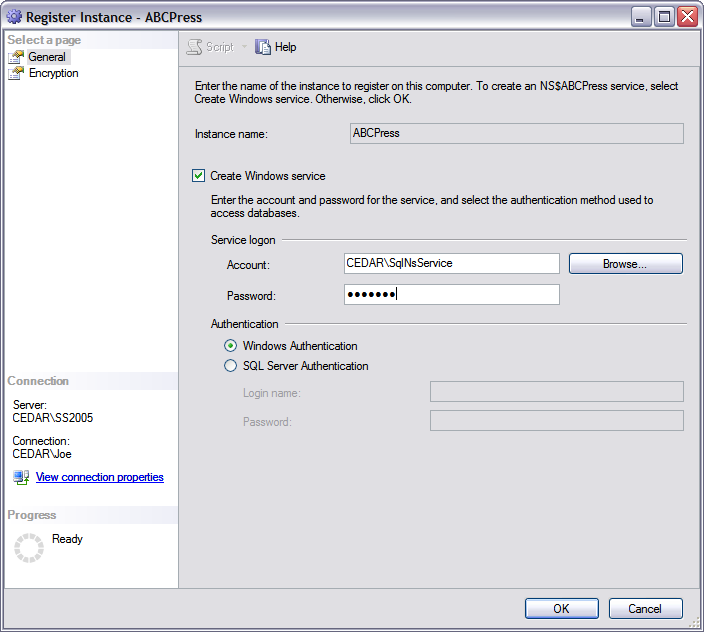 Register Instance - ABCPress
Select a page
General
Encryption
Script
Help
Enter the name of the instance to register on this computer. To create an NS$ABCPress service, select
Create Windows service. Otherwise, click OK.
Instance name:
ABCPress
Create Windows service
Enter the account and password for the service, and select the authentication method used to
access databases.
Service logon
Account:
CEDAR\SqlNsService
Browse...
Password:
●●●●●●●
Authentication
Windows Authentication
SQL Server Authentication
Login name:
Password:
Connection
Server:
CEDAR\SS2005
Connection:
CEDAR\Joe
View connection properties
Progress
Ready
OK
Cancel